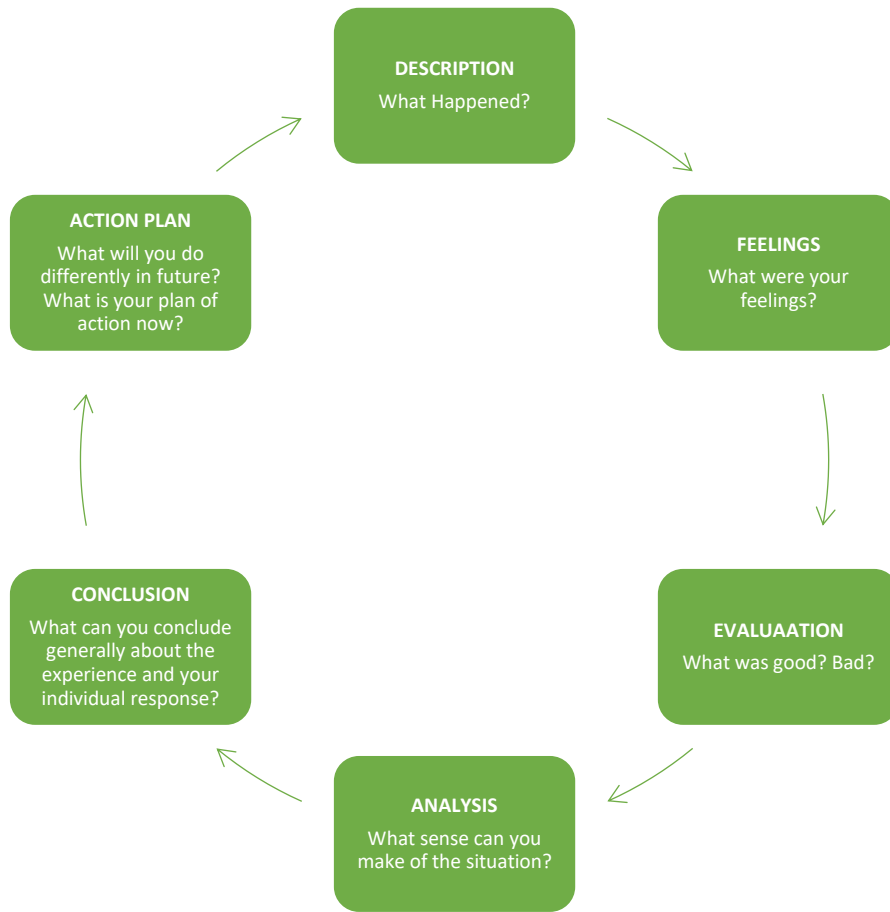 DESCRIPTION
What Happened?
FEELINGS
What were your
feelings?
EVALUAATION
What was good? Bad?
ANALYSIS
What sense can you
make of the situation?
CONCLUSION
What can you conclude
generally about the
experience and your
individual response?
ACTION PLAN
What will you do
differently in future?
What is your plan of
action now?